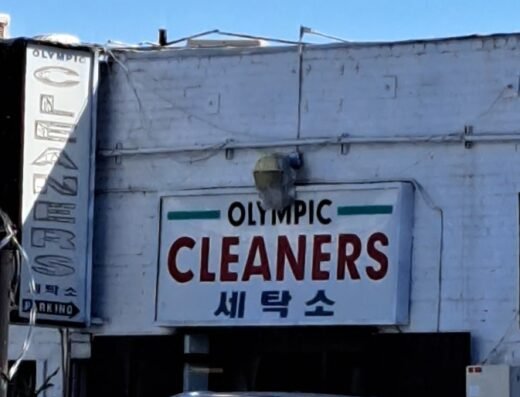 OLYMPIC
CLEANERS
세탁소
PARKING
OLYMPIC
CLEANERS
세탁소